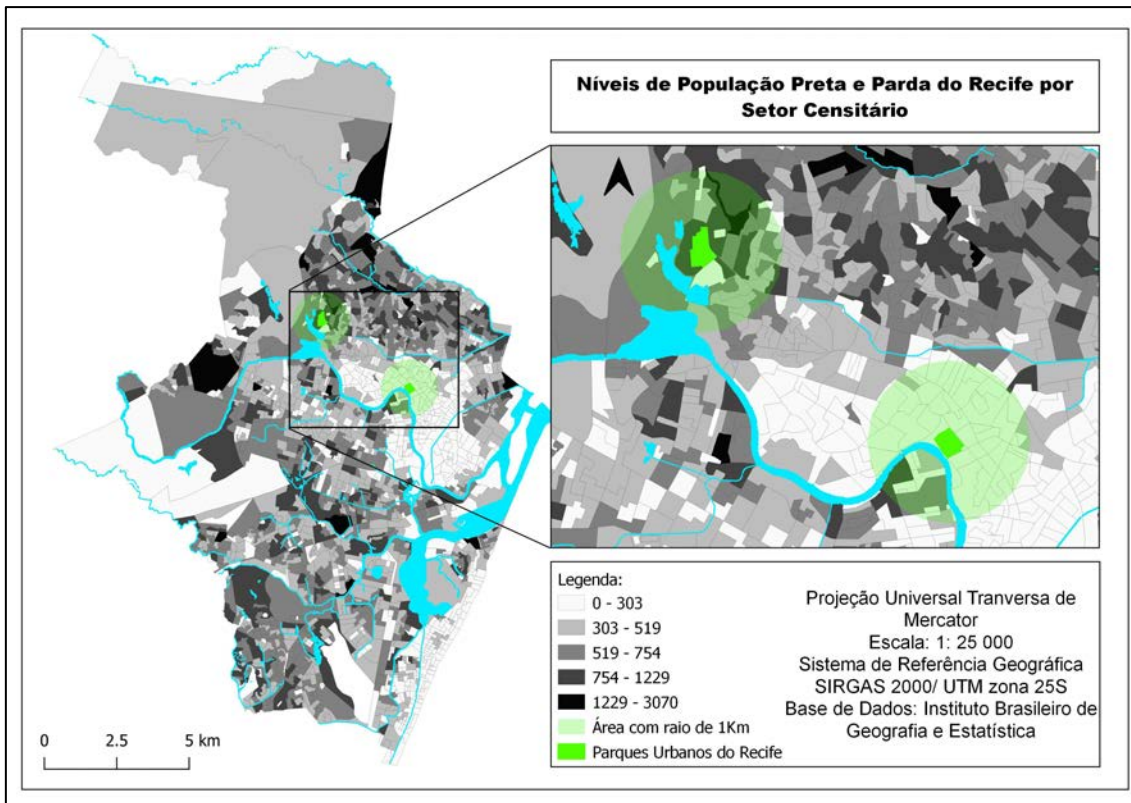 Níveis de População Preta e Parda do Recife por
Setor Censitário
Legenda:
0 - 303
303 - 519
519 - 754
754 - 1229
1229 - 3070
Área com raio de 1Km
Parques Urbanos do Recife
Projeção Universal Tranversa de
Mercator
Escala: 1: 25 000
Sistema de Referência Geográfica
SIRGAS 2000/ UTM zona 25S
Base de Dados: Instituto Brasileiro de
Geografia e Estatística
0 2.5 5 km